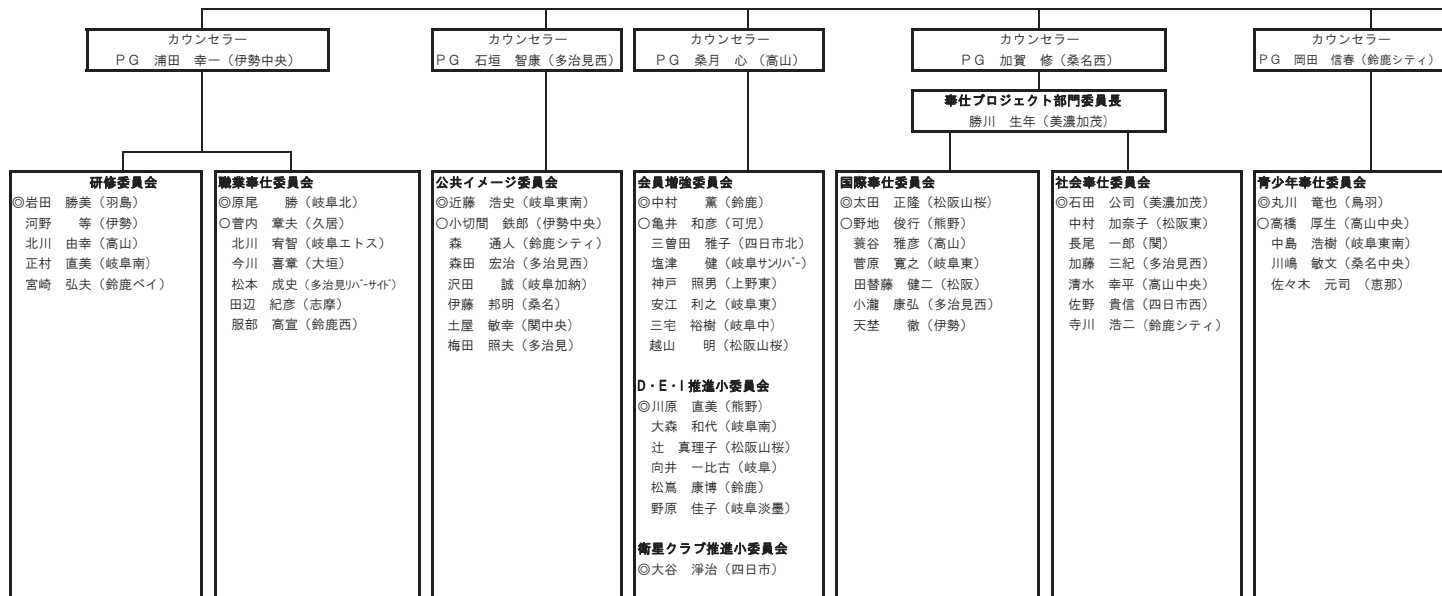 カウンセラー
ＰＧ　浦田　幸一（伊勢中央）
カウンセラー
ＰＧ　石垣　智康（多治見西）
カウンセラー
ＰＧ　桑月　心　（高山）
カウンセラー
ＰＧ　加賀　修（桑名西）
カウンセラー
ＰＧ　岡田　信春（鈴鹿シティ）
奉仕プロジェクト部門委員長
勝川　生年（美濃加茂）
研修委員会
◎岩田　勝美（羽島）
河野　等（伊勢）
北川　由幸（高山）
正村　直美（岐阜南）
宮崎　弘夫（鈴鹿ベイ）
職業奉仕委員会
◎原尾　勝（岐阜北）
○菅内　章夫（久居）
北川　宥智（岐阜エトス）
今川　喜章（大垣）
松本　成史（多治見ﾘﾊﾞｰｻｲﾄﾞ）
田辺　紀彦（志摩）
服部　高宣（鈴鹿西）
公共イメージ委員会
◎近藤　浩史（岐阜東南）
○小切間　鉄郎（伊勢中央）
森　通人（鈴鹿シティ）
森田　宏治（多治見西）
沢田　誠（岐阜加納）
伊藤　邦明（桑名）
土屋　敏幸（関中央）
梅田　照夫（多治見）
会員増強委員会
◎中村　薫（鈴鹿）
○亀井　和彦（可児）
三曽田　雅子（四日市北）
塩津　健（岐阜ｻﾝﾘﾊﾞｰ）
神戸　照男（上野東）
安江　利之（岐阜東）
三宅　裕樹（岐阜中）
越山　明（松阪山桜）
Ｄ・Ｅ・Ｉ推進小委員会
◎川原　直美（熊野）
大森　和代（岐阜南）
辻　真理子（松阪山桜）
向井　一比古（岐阜）
松嶌　康博（鈴鹿）
野原　佳子（岐阜淡墨）
衛星クラブ推進小委員会
◎大谷　淨治（四日市）
国際奉仕委員会
◎太田　正隆（松阪山桜）
○野地　俊行（熊野）
蓑谷　雅彦（高山）
菅原　寛之（岐阜東）
田替藤　健二（松阪）
小瀧　康弘（多治見西）
天埜　徹（伊勢）
社会奉仕委員会
◎石田　公司（美濃加茂）
中村　加奈子（松阪東）
長尾　一郎（関）
加藤　三紀（多治見西）
清水　幸平（高山中央）
佐野　貴信（四日市西）
寺川　浩二（鈴鹿シティ）
青少年奉仕委員会
◎丸川　竜也（鳥羽）
○高橋　厚生（高山中央）
中島　浩樹（岐阜東南）
川嶋　敏文（桑名中央）
佐々木　元司　（恵那）